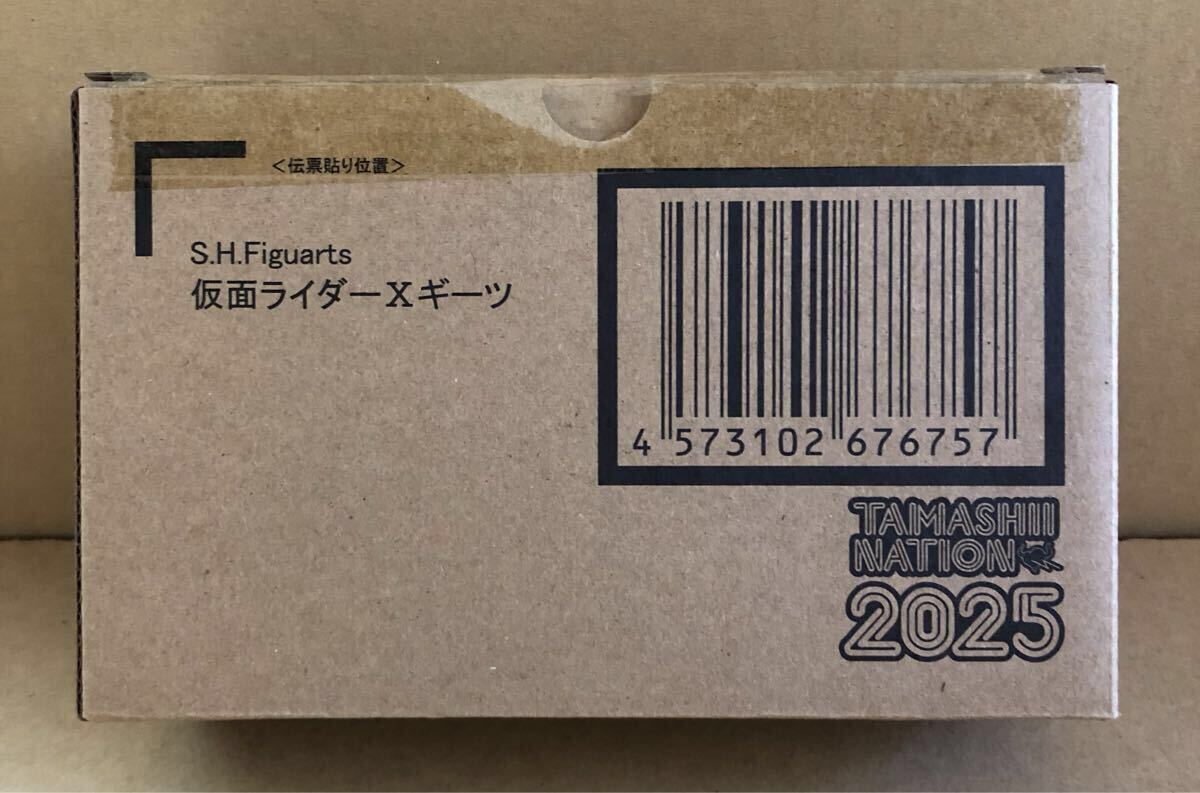 ＜伝票貼り位置＞
S.H.Figuarts
仮面ライダーXギーツ
4 573102 676757
TAMASHII
NATION
2025